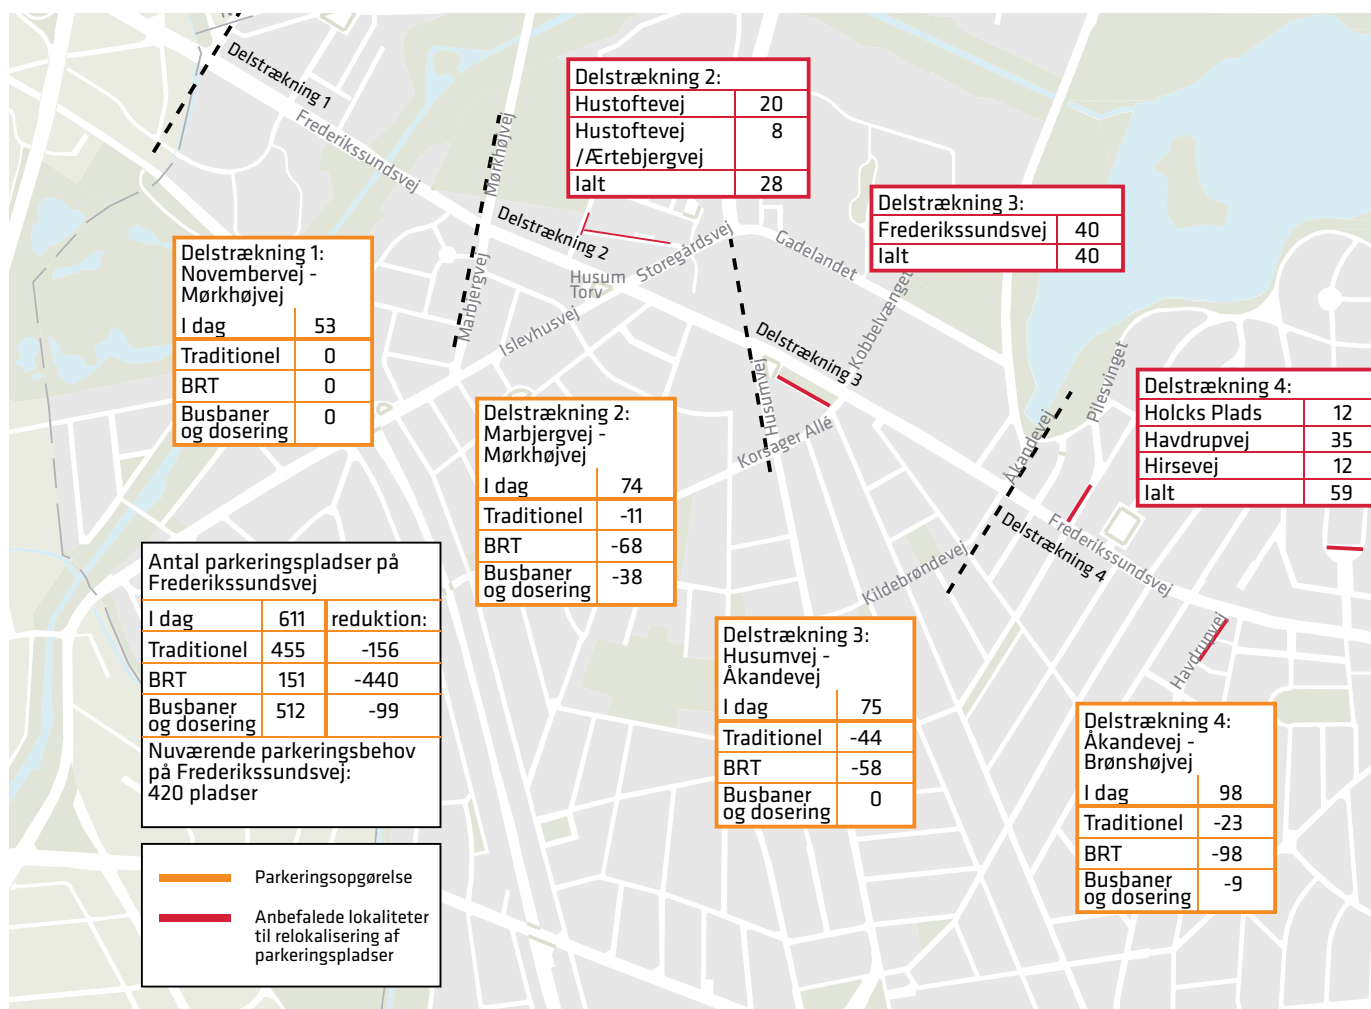 Delstrækning 1
Frederikssundsvej
Mørkhøjvej
Marbjergvej
Delstrækning 2
Husum
Torv
Storegårdsvej
Islevhusvej
Gadelandet
Kobbelvænget
Delstrækning 3
Husumvej
Korsager Allé
Åkandevej
Pilesvinget
Kildebrøndevej
Delstrækning 4
Frederikssundsvej
Havdrupvej
Delstrækning 2:
Hustoftevej 20
Hustoftevej 8
/Ærtebjergvej
Ialt 28
Delstrækning 3:
Frederikssundsvej 40
Ialt 40
Delstrækning 4:
Holcks Plads 12
Havdrupvej 35
Hirsevej 12
Ialt 59
Delstrækning 1:
Novembervej -
Mørkhøjvej
I dag 53
Traditionel 0
BRT 0
Busbaner
og dosering 0
Delstrækning 2:
Marbjergvej -
Mørkhøjvej
I dag 74
Traditionel -11
BRT -68
Busbaner
og dosering -38
Delstrækning 3:
Husumvej -
Åkandevej
I dag 75
Traditionel -44
BRT -58
Busbaner
og dosering 0
Delstrækning 4:
Åkandevej -
Brønshøjvej
I dag 98
Traditionel -23
BRT -98
Busbaner
og dosering -9
Antal parkeringspladser på
Frederikssundsvej
I dag 611 reduktion:
Traditionel 455 -156
BRT 151 -440
Busbaner
og dosering 512 -99
Nuværende parkeringsbehov
på Frederikssundsvej:
420 pladser
Parkeringsopgørelse
Anbefalede lokaliteter
til relokalisering af
parkeringspladser